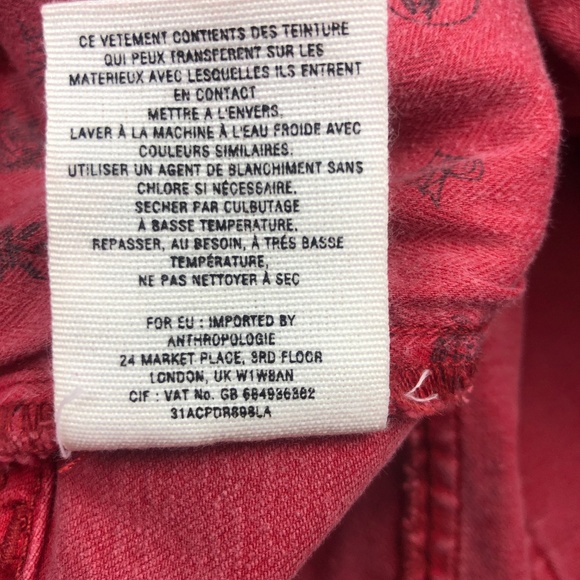 CE VETEMENT CONTIENTS DES TEINTURE
QUI PEUX TRANSFERENT SUR LES
MATERIEUX AVEC LESQUELLES ILS ENTRENT
EN CONTACT
METTRE A L'ENVERS.
LAVER À LA MACHINE À L'EAU FROIDE AVEC
COULEURS SIMILAIRES.
UTILISER UN AGENT DE BLANCHIMENT SANS
CHLORE SI NÉCESSAIRE.
SECHER PAR CULBUTAGE
À BASSE TEMPERATURE.
REPASSER, AU BESOIN, À TRÈS BASSE
TEMPÉRATURE,
NE PAS NETTOYER À SEC
FOR EU : IMPORTED BY
ANTHROPOLOGIE
24 MARKET PLACE, 3RD FLOOR
LONDON, UK W1W8AN
CIF : VAT No. GB 684936382
31ACPDR898LA